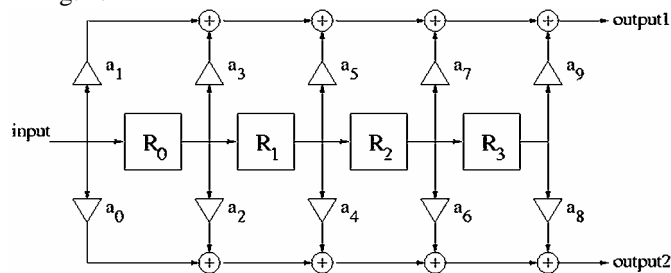 output1
a1 a3 a5 a7 a9
input R0 R1 R2 R3
a0 a2 a4 a6 a8
output2